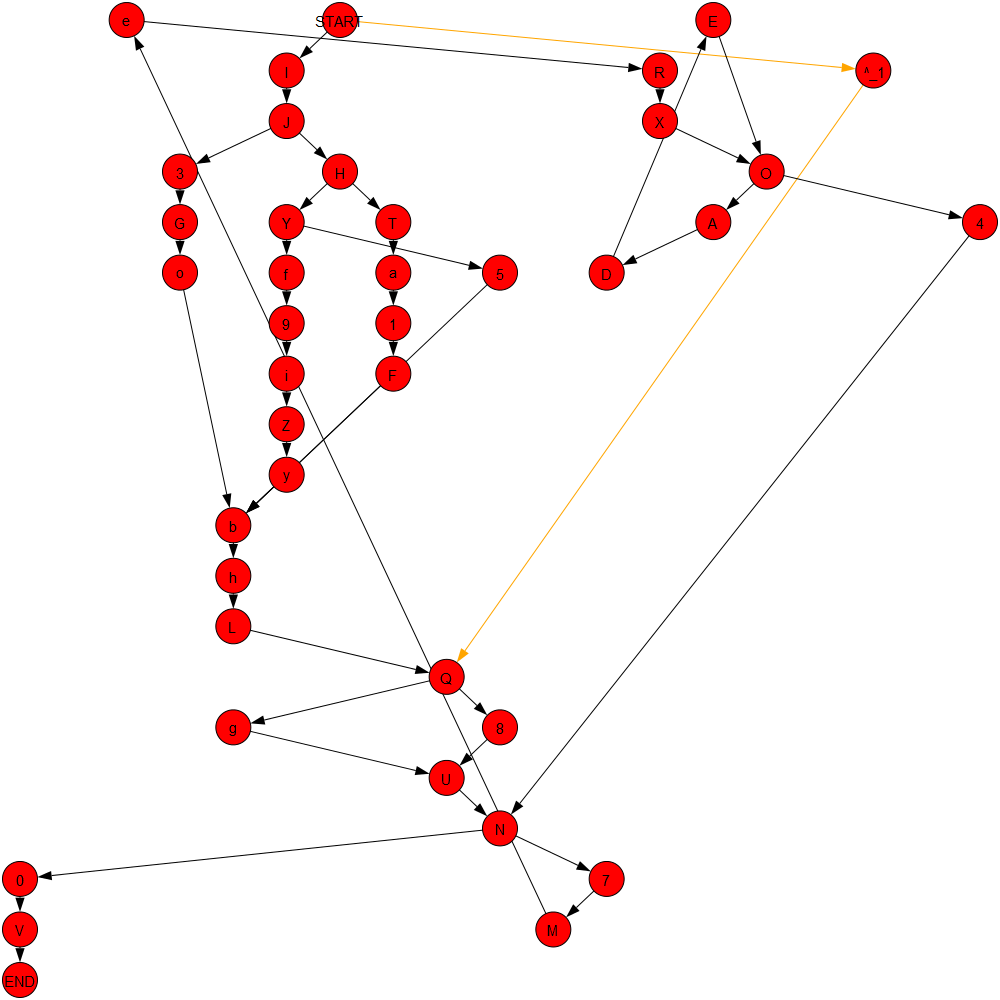 e START E
I R ^_1
J X
3 H O
G Y T A 4
o f a 5 D
9 1
i F
Z
y
b
h
L
Q
g 8
U
N
0 7
V M
END